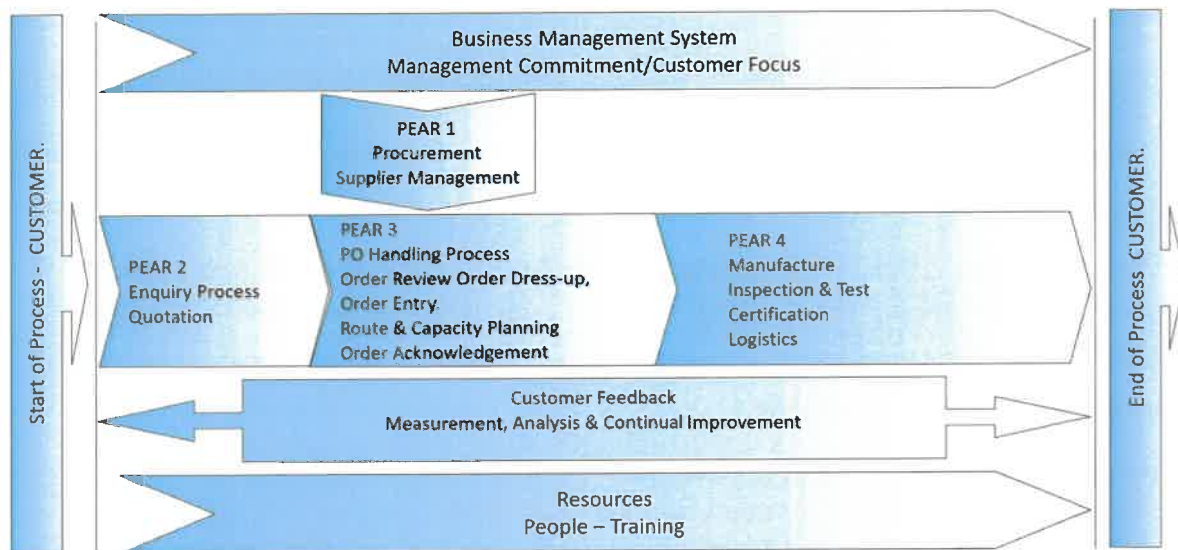 Start of Process - CUSTOMER.
Business Management System
Management Commitment/Customer Focus
PEAR 1
Procurement
Supplier Management
PEAR 2
Enquiry Process
Quotation
PEAR 3
PO Handling Process
Order Review Order Dress-up,
Order Entry.
Route & Capacity Planning
Order Acknowledgement
PEAR 4
Manufacture
Inspection & Test
Certification
Logistics
Customer Feedback
Measurement, Analysis & Continual Improvement
Resources
People – Training
End of Process CUSTOMER.